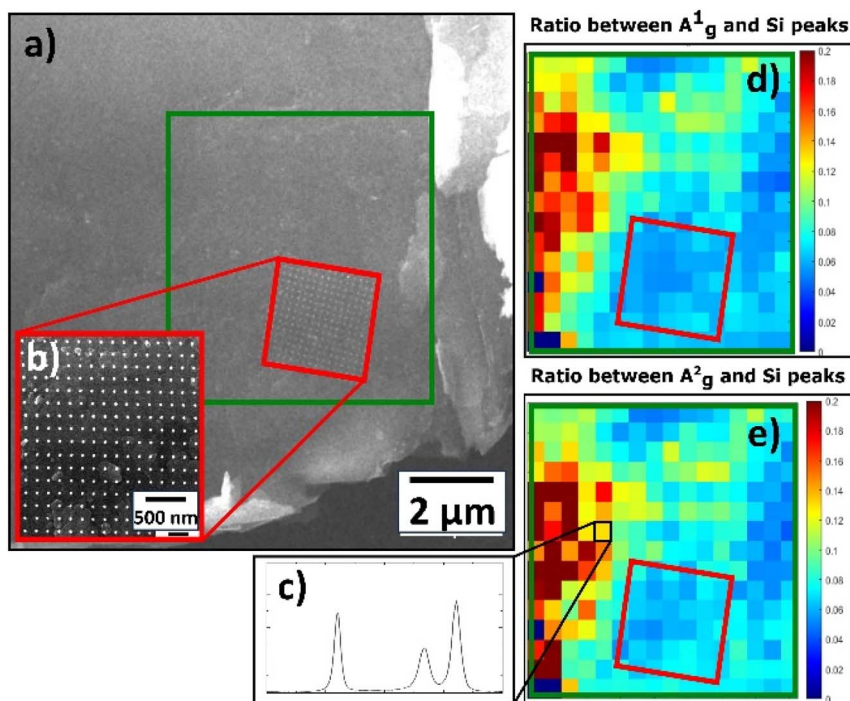 a)
b)
500 nm
2 µm
c)
Ratio between A¹g and Si peaks
d)
0.2
0.18
0.16
0.14
0.12
0.1
0.08
0.06
0.04
0.02
0
Ratio between A²g and Si peaks
e)
0.2
0.18
0.16
0.14
0.12
0.1
0.08
0.06
0.04
0.02
0